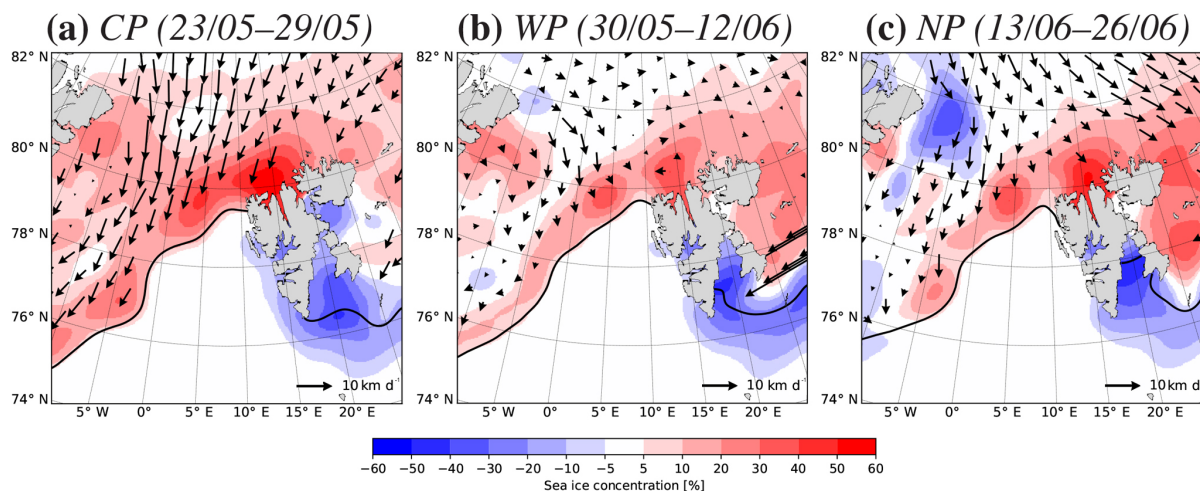 (a) CP (23/05–29/05)
(b) WP (30/05–12/06)
(c) NP (13/06–26/06)
82° N
80° N
78° N
76° N
74° N
5° W
0°
5° E
10°E
15° E
20° E
10 km d⁻¹
82° N
80° N
78° N
76° N
74° N
5° W
0°
5° E
10°E
15° E
20° E
10 km d⁻¹
82° N
80° N
78° N
76° N
74° N
5° W
0°
5° E
10°E
15° E
20° E
10 km d⁻¹
−60 −50 −40 −30 −20 −10 −5 5 10 20 30 40 50 60
Sea ice concentration [%]